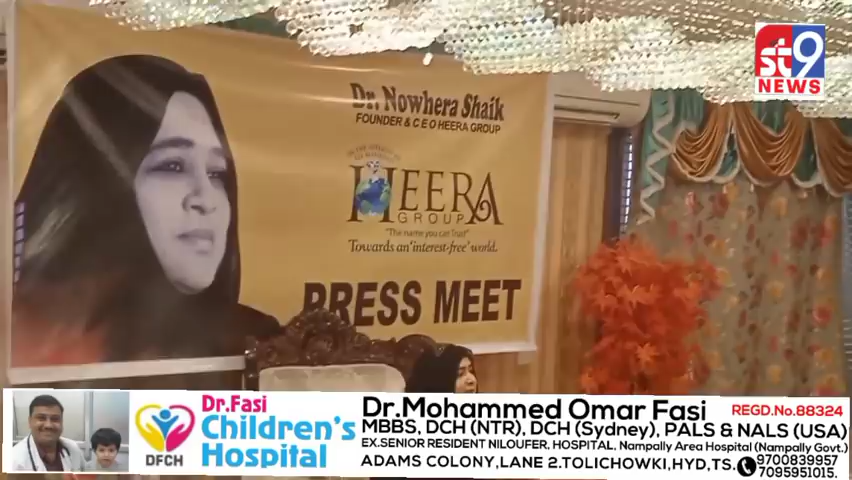 st9
NEWS
Dr. Nowhera Shaik
FOUNDER & C E O HEERA GROUP
HEERA
GROUP
"The name you can Trust"
Towards an 'interest-free' world.
PRESS MEET
Dr.Fasi
Children's
Hospital
DFCH
Dr.Mohammed Omar Fasi
REGD.No.88324
MBBS, DCH (NTR), DCH (Sydney), PALS & NALS (USA)
EX.SENIOR RESIDENT NILOUFER, HOSPITAL, Nampally Area Hospital (Nampally Govt.)
ADAMS COLONY,LANE 2.TOLICHOWKI,HYD,TS.
9700839957
7095951015.